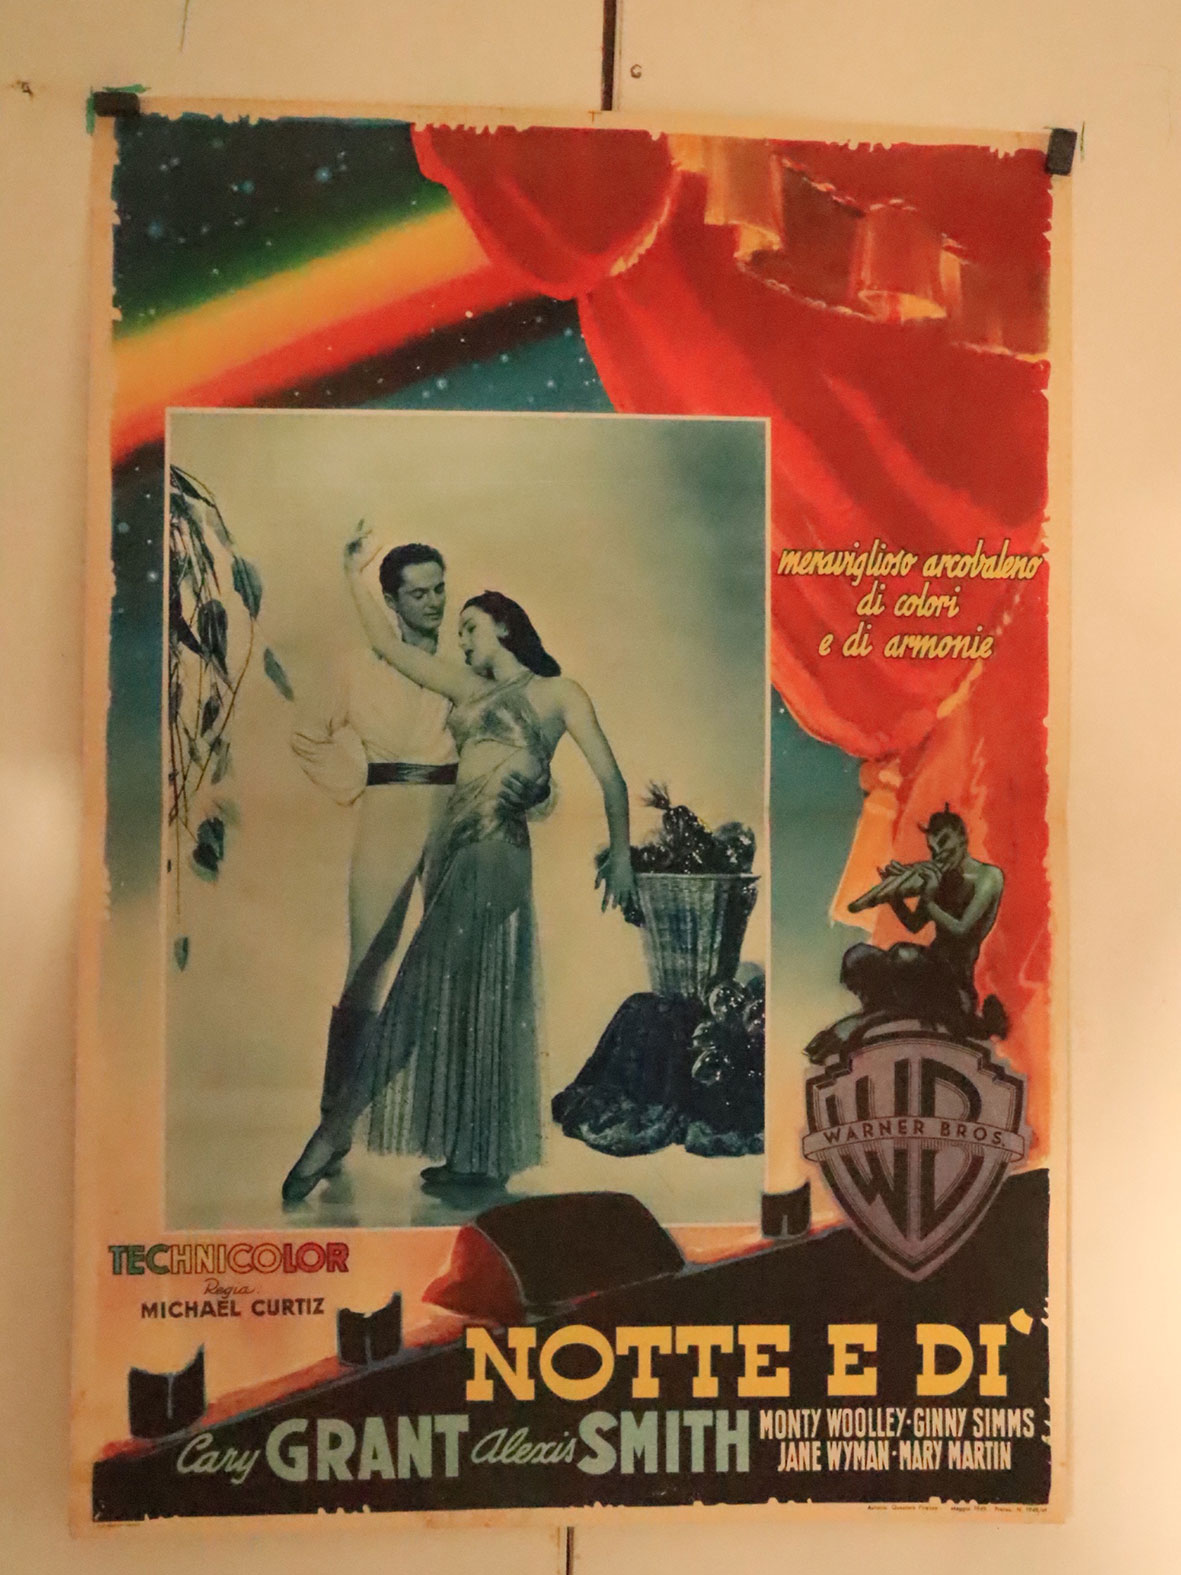 meraviglioso arcobaleno
di colori
e di armonie
WB
WARNER BROS.
TECHNICOLOR
Regia:
MICHAEL CURTIZ
NOTTE E DI`
Cary GRANT Alexis SMITH
MONTY WOOLLEY·GINNY SIMMS
JANE WYMAN·MARY MARTIN